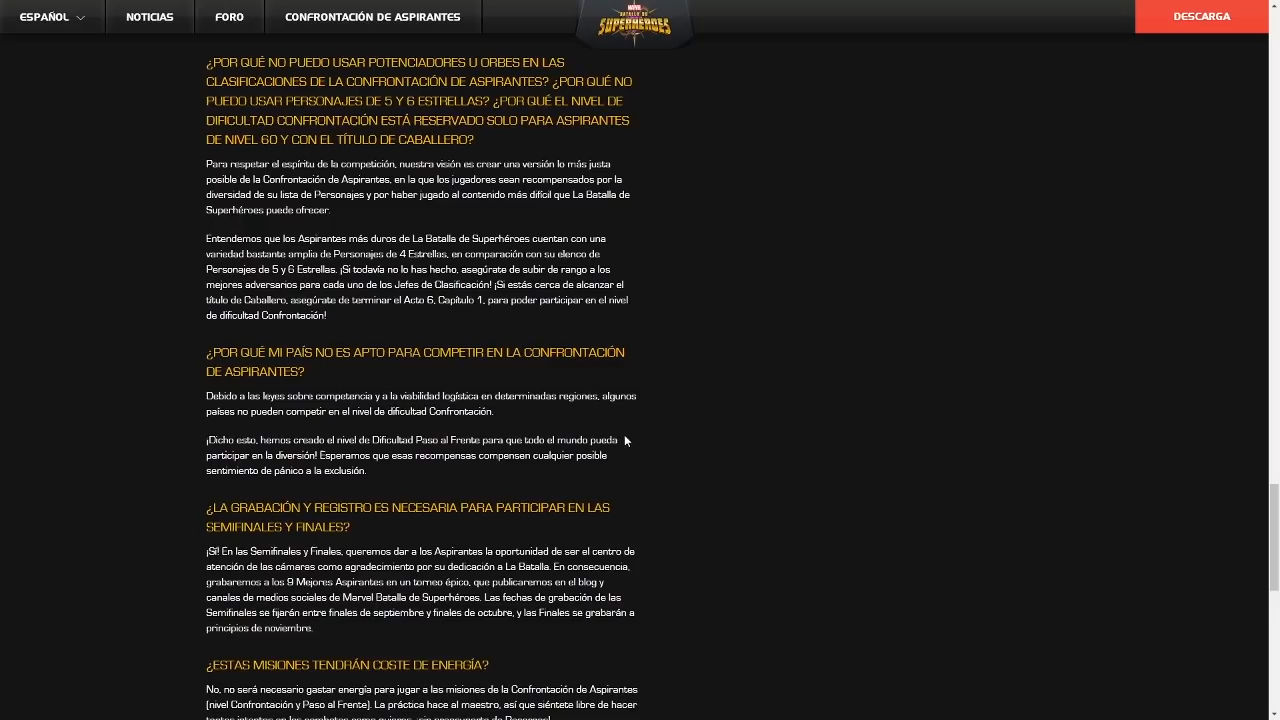 ESPAÑOL
NOTICIAS
FORO
CONFRONTACIÓN DE ASPIRANTES
MARVEL
BATALLA DE
SUPERHÉROES
DESCARGA
¿POR QUÉ NO PUEDO USAR POTENCIADORES U ORBES EN LAS
CLASIFICACIONES DE LA CONFRONTACIÓN DE ASPIRANTES? ¿POR QUÉ NO
PUEDO USAR PERSONAJES DE 5 Y 6 ESTRELLAS? ¿POR QUÉ EL NIVEL DE
DIFICULTAD CONFRONTACIÓN ESTÁ RESERVADO SOLO PARA ASPIRANTES
DE NIVEL 60 Y CON EL TÍTULO DE CABALLERO?
Para respetar el espíritu de la competición, nuestra visión es crear una versión lo más justa
posible de la Confrontación de Aspirantes, en la que los jugadores sean recompensados por la
diversidad de su lista de Personajes y por haber jugado al contenido más difícil que La Batalla de
Superhéroes puede ofrecer.
Entendemos que los Aspirantes más duros de La Batalla de Superhéroes cuentan con una
variedad bastante amplia de Personajes de 4 Estrellas, en comparación con su elenco de
Personajes de 5 y 6 Estrellas. ¡Si todavía no lo has hecho, asegúrate de subir de rango a los
mejores adversarios para cada uno de los Jefes de Clasificación! ¡Si estás cerca de alcanzar el
título de Caballero, asegúrate de terminar el Acto 6, Capítulo 1, para poder participar en el nivel
de dificultad Confrontación!
¿POR QUÉ MI PAÍS NO ES APTO PARA COMPETIR EN LA CONFRONTACIÓN
DE ASPIRANTES?
Debido a las leyes sobre competencia y a la viabilidad logística en determinadas regiones, algunos
países no pueden competir en el nivel de dificultad Confrontación.
¡Dicho esto, hemos creado el nivel de Dificultad Paso al Frente para que todo el mundo pueda
participar en la diversión! Esperamos que esas recompensas compensen cualquier posible
sentimiento de pánico a la exclusión.
¿LA GRABACIÓN Y REGISTRO ES NECESARIA PARA PARTICIPAR EN LAS
SEMIFINALES Y FINALES?
¡Sí! En las Semifinales y Finales, queremos dar a los Aspirantes la oportunidad de ser el centro de
atención de las cámaras como agradecimiento por su dedicación a La Batalla. En consecuencia,
grabaremos a los 9 Mejores Aspirantes en un torneo épico, que publicaremos en el blog y
canales de medios sociales de Marvel Batalla de Superhéroes. Las fechas de grabación de las
Semifinales se fijarán entre finales de septiembre y finales de octubre, y las Finales se grabarán a
principios de noviembre.
¿ESTAS MISIONES TENDRÁN COSTE DE ENERGÍA?
No, no será necesario gastar energía para jugar a las misiones de la Confrontación de Aspirantes
(nivel Confrontación y Paso al Frente). La práctica hace al maestro, así que siéntete libre de hacer